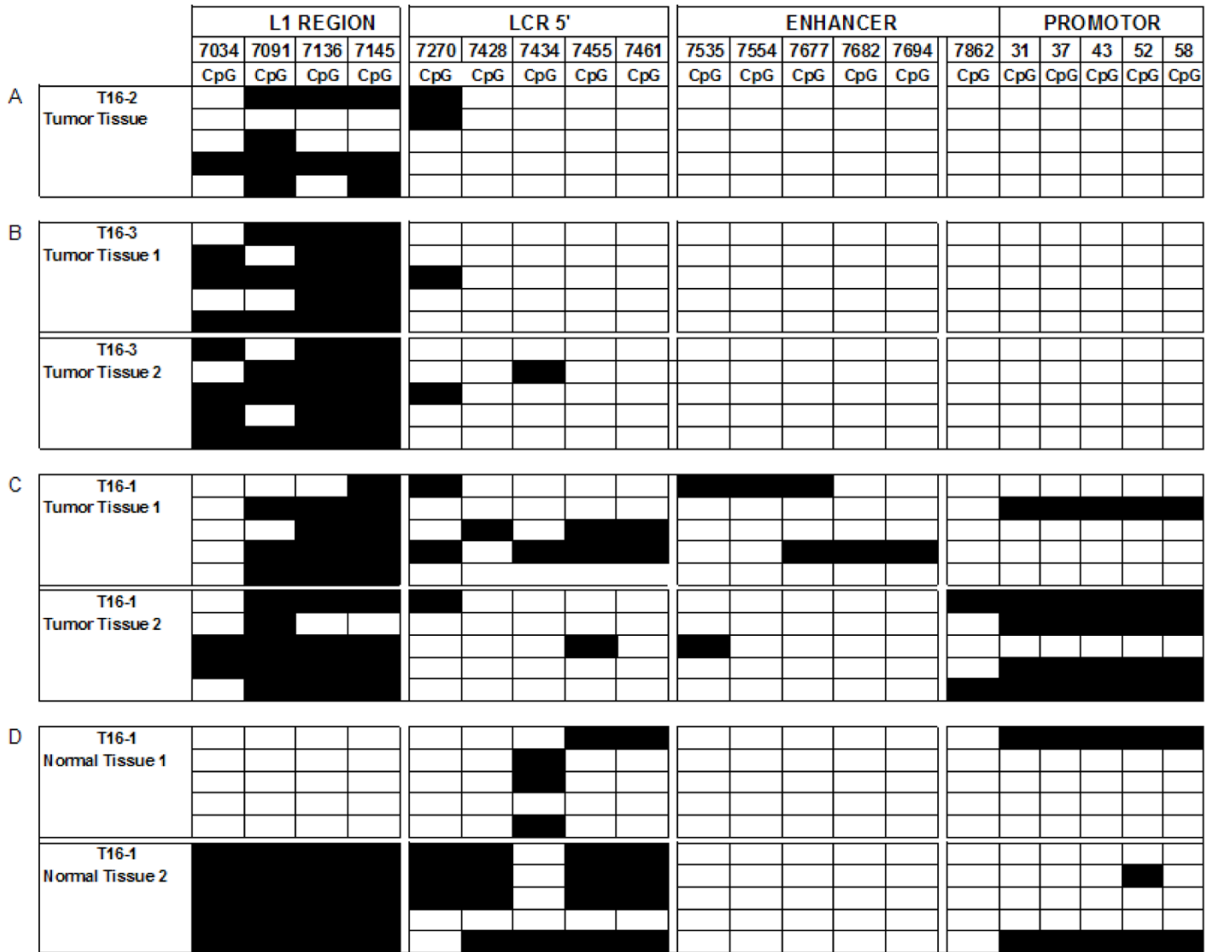 L1 REGION LCR 5' ENHANCER PROMOTOR
7034 7091 7136 7145 7270 7428 7434 7455 7461 7535 7554 7677 7682 7694 7862 31 37 43 52 58
CpG CpG CpG CpG CpG CpG CpG CpG CpG CpG CpG CpG CpG CpG CpG CpG CpG CpG CpG CpG
A T16-2
Tumor Tissue
B T16-3
Tumor Tissue 1
T16-3
Tumor Tissue 2
C T16-1
Tumor Tissue 1
T16-1
Tumor Tissue 2
D T16-1
Normal Tissue 1
T16-1
Normal Tissue 2